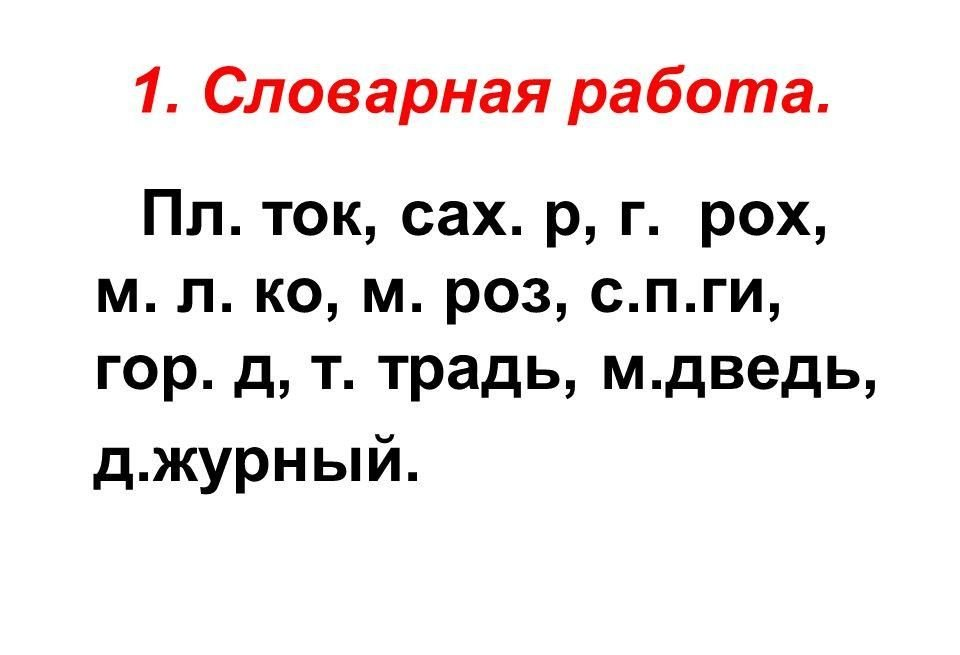 1. Словарная работа.
Пл. ток, сах. р, г. рох,
м. л. ко, м. роз, с.п.ги,
гор. д, т. традь, м.дведь,
д.журный.